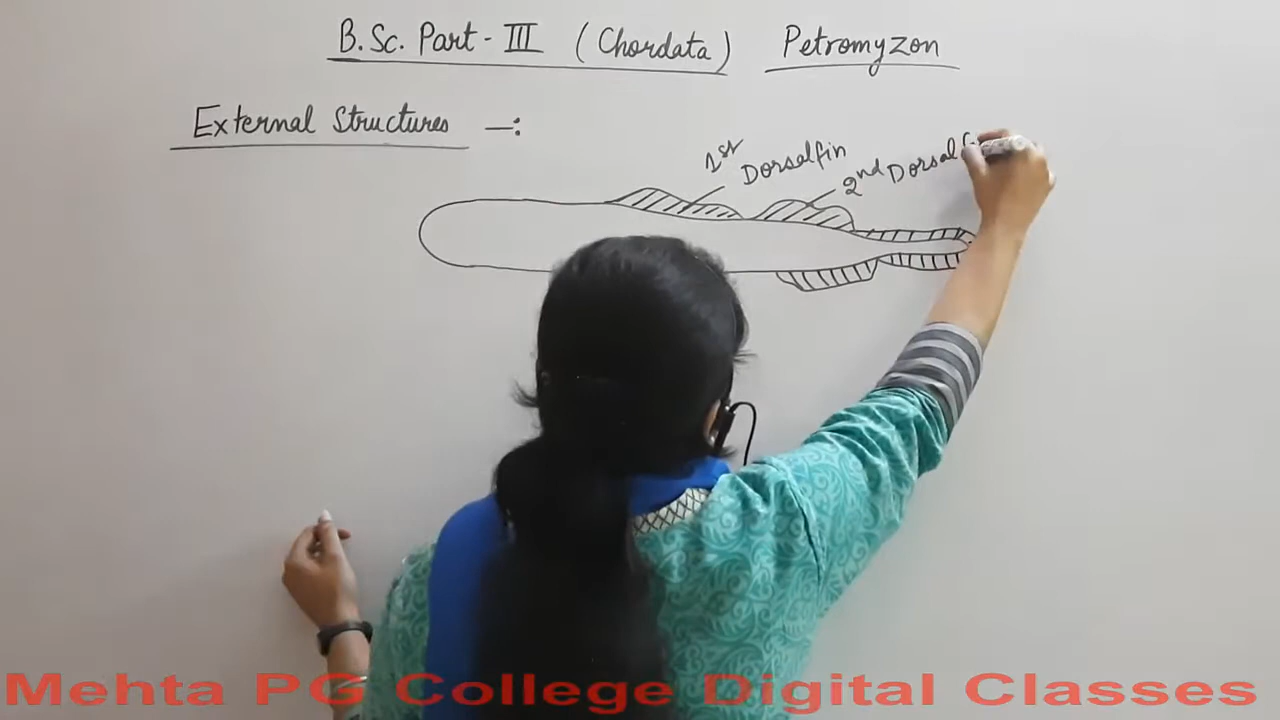 B.Sc. Part - III (Chordata) Petromyzon
External Structures —:
1st Dorsalfin
2nd Dorsal f
Mehta PG College Digital Classes